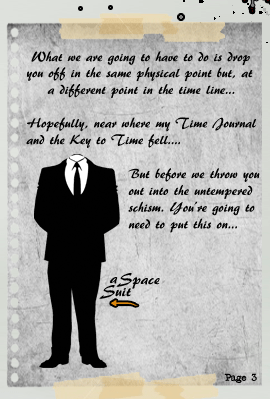 What we are going to have to do is drop
you off in the same physical point but, at
a different point in the time line...
Hopefully, near where my Time Journal
and the Key to Time fell....
But before we throw you
out into the untempered
schism. You're going to
need to put this on...
a Space
Suit
Page 3